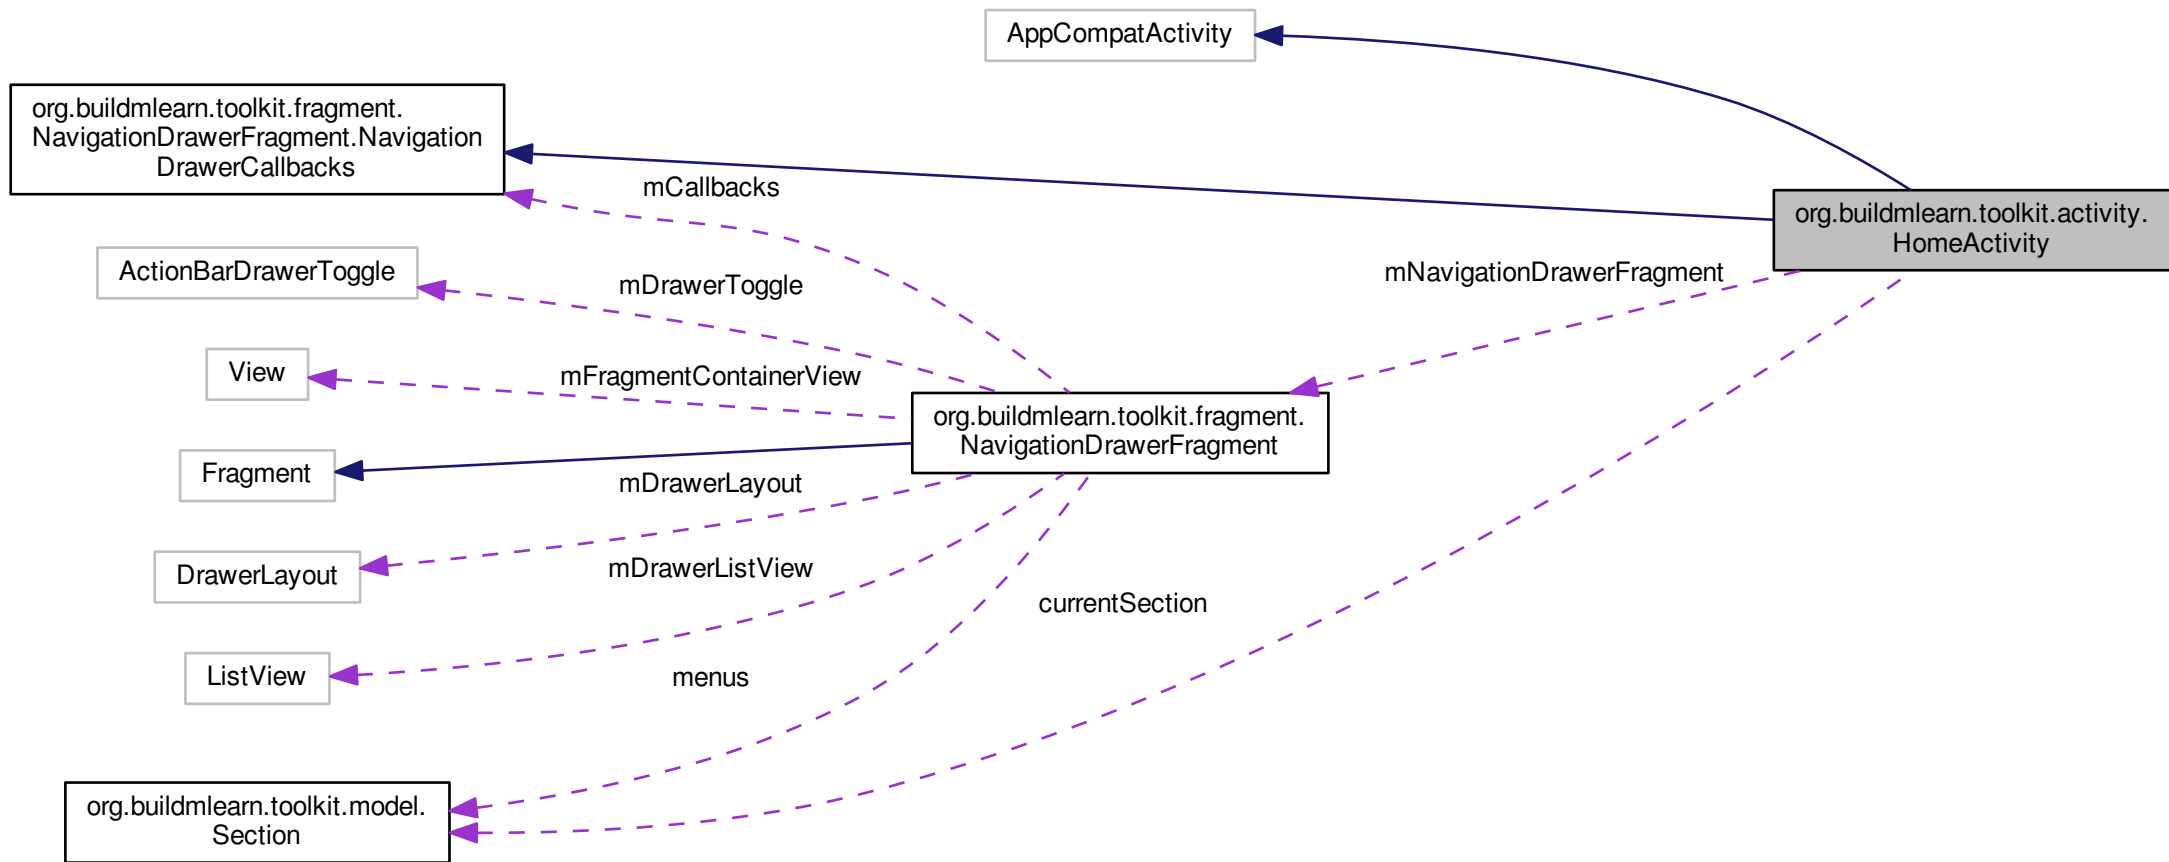 AppCompatActivity
org.buildmlearn.toolkit.fragment.
NavigationDrawerFragment.Navigation
DrawerCallbacks
mCallbacks
org.buildmlearn.toolkit.activity.
HomeActivity
ActionBarDrawerToggle
mDrawerToggle
mNavigationDrawerFragment
View
mFragmentContainerView
org.buildmlearn.toolkit.fragment.
NavigationDrawerFragment
Fragment
mDrawerLayout
DrawerLayout
mDrawerListView
currentSection
ListView
menus
org.buildmlearn.toolkit.model.
Section